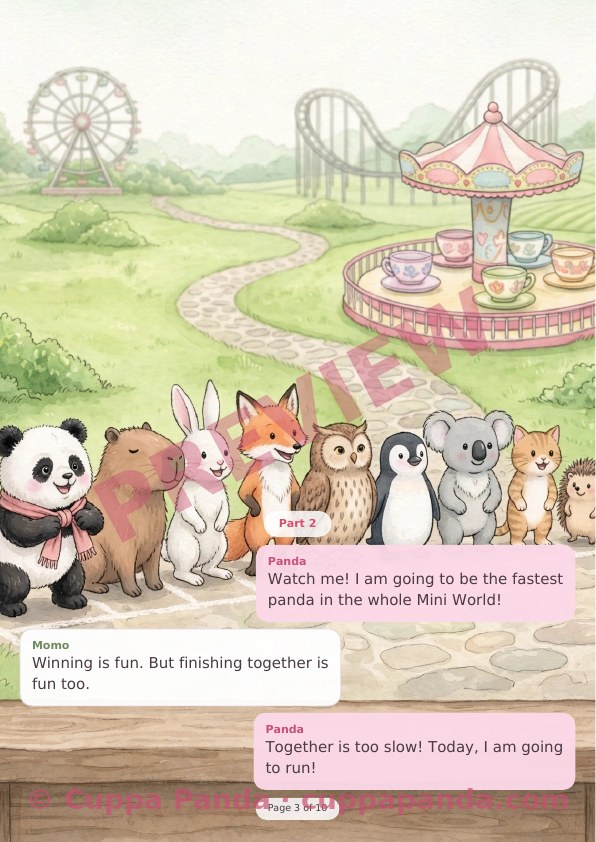 PREVIEW
Part 2
Panda
Watch me! I am going to be the fastest
panda in the whole Mini World!
Momo
Winning is fun. But finishing together is
fun too.
Panda
Together is too slow! Today, I am going
to run!
© Cuppa Panda · cuppapanda.com
Page 3 of 10